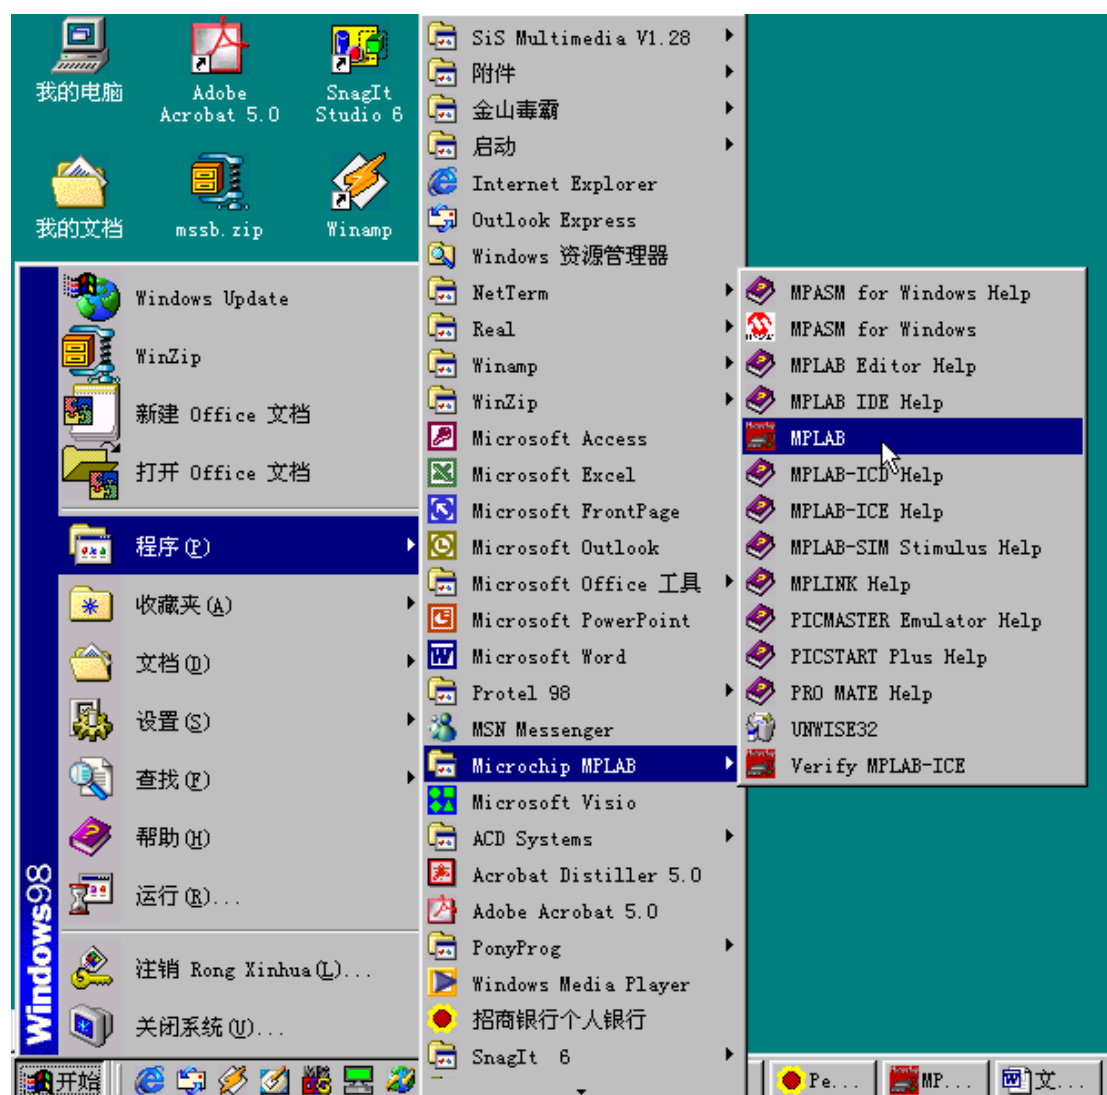 我的电脑
Adobe
Acrobat 5.0
SnagIt
Studio 6
我的文档
mssb.zip
Winamp
Windows98
Windows Update
WinZip
新建 Office 文档
打开 Office 文档
程序(P)
收藏夹(A)
文档(D)
设置(S)
查找(F)
帮助(H)
运行(R)...
注销 Rong Xinhua(L)...
关闭系统(U)...
SiS Multimedia V1.28
附件
金山毒霸
启动
Internet Explorer
Outlook Express
Windows 资源管理器
NetTerm
Real
Winamp
WinZip
Microsoft Access
Microsoft Excel
Microsoft FrontPage
Microsoft Outlook
Microsoft Office 工具
Microsoft PowerPoint
Microsoft Word
Protel 98
MSN Messenger
Microchip MPLAB
Microsoft Visio
ACD Systems
Acrobat Distiller 5.0
Adobe Acrobat 5.0
PonyProg
Windows Media Player
招商银行个人银行
SnagIt 6
MPASM for Windows Help
MPASM for Windows
MPLAB Editor Help
MPLAB IDE Help
MPLAB
MPLAB-ICD Help
MPLAB-ICE Help
MPLAB-SIM Stimulus Help
MPLINK Help
PICMASTER Emulator Help
PICSTART Plus Help
PRO MATE Help
UNWISE32
Verify MPLAB-ICE
开始
Pe...
MP...
文...